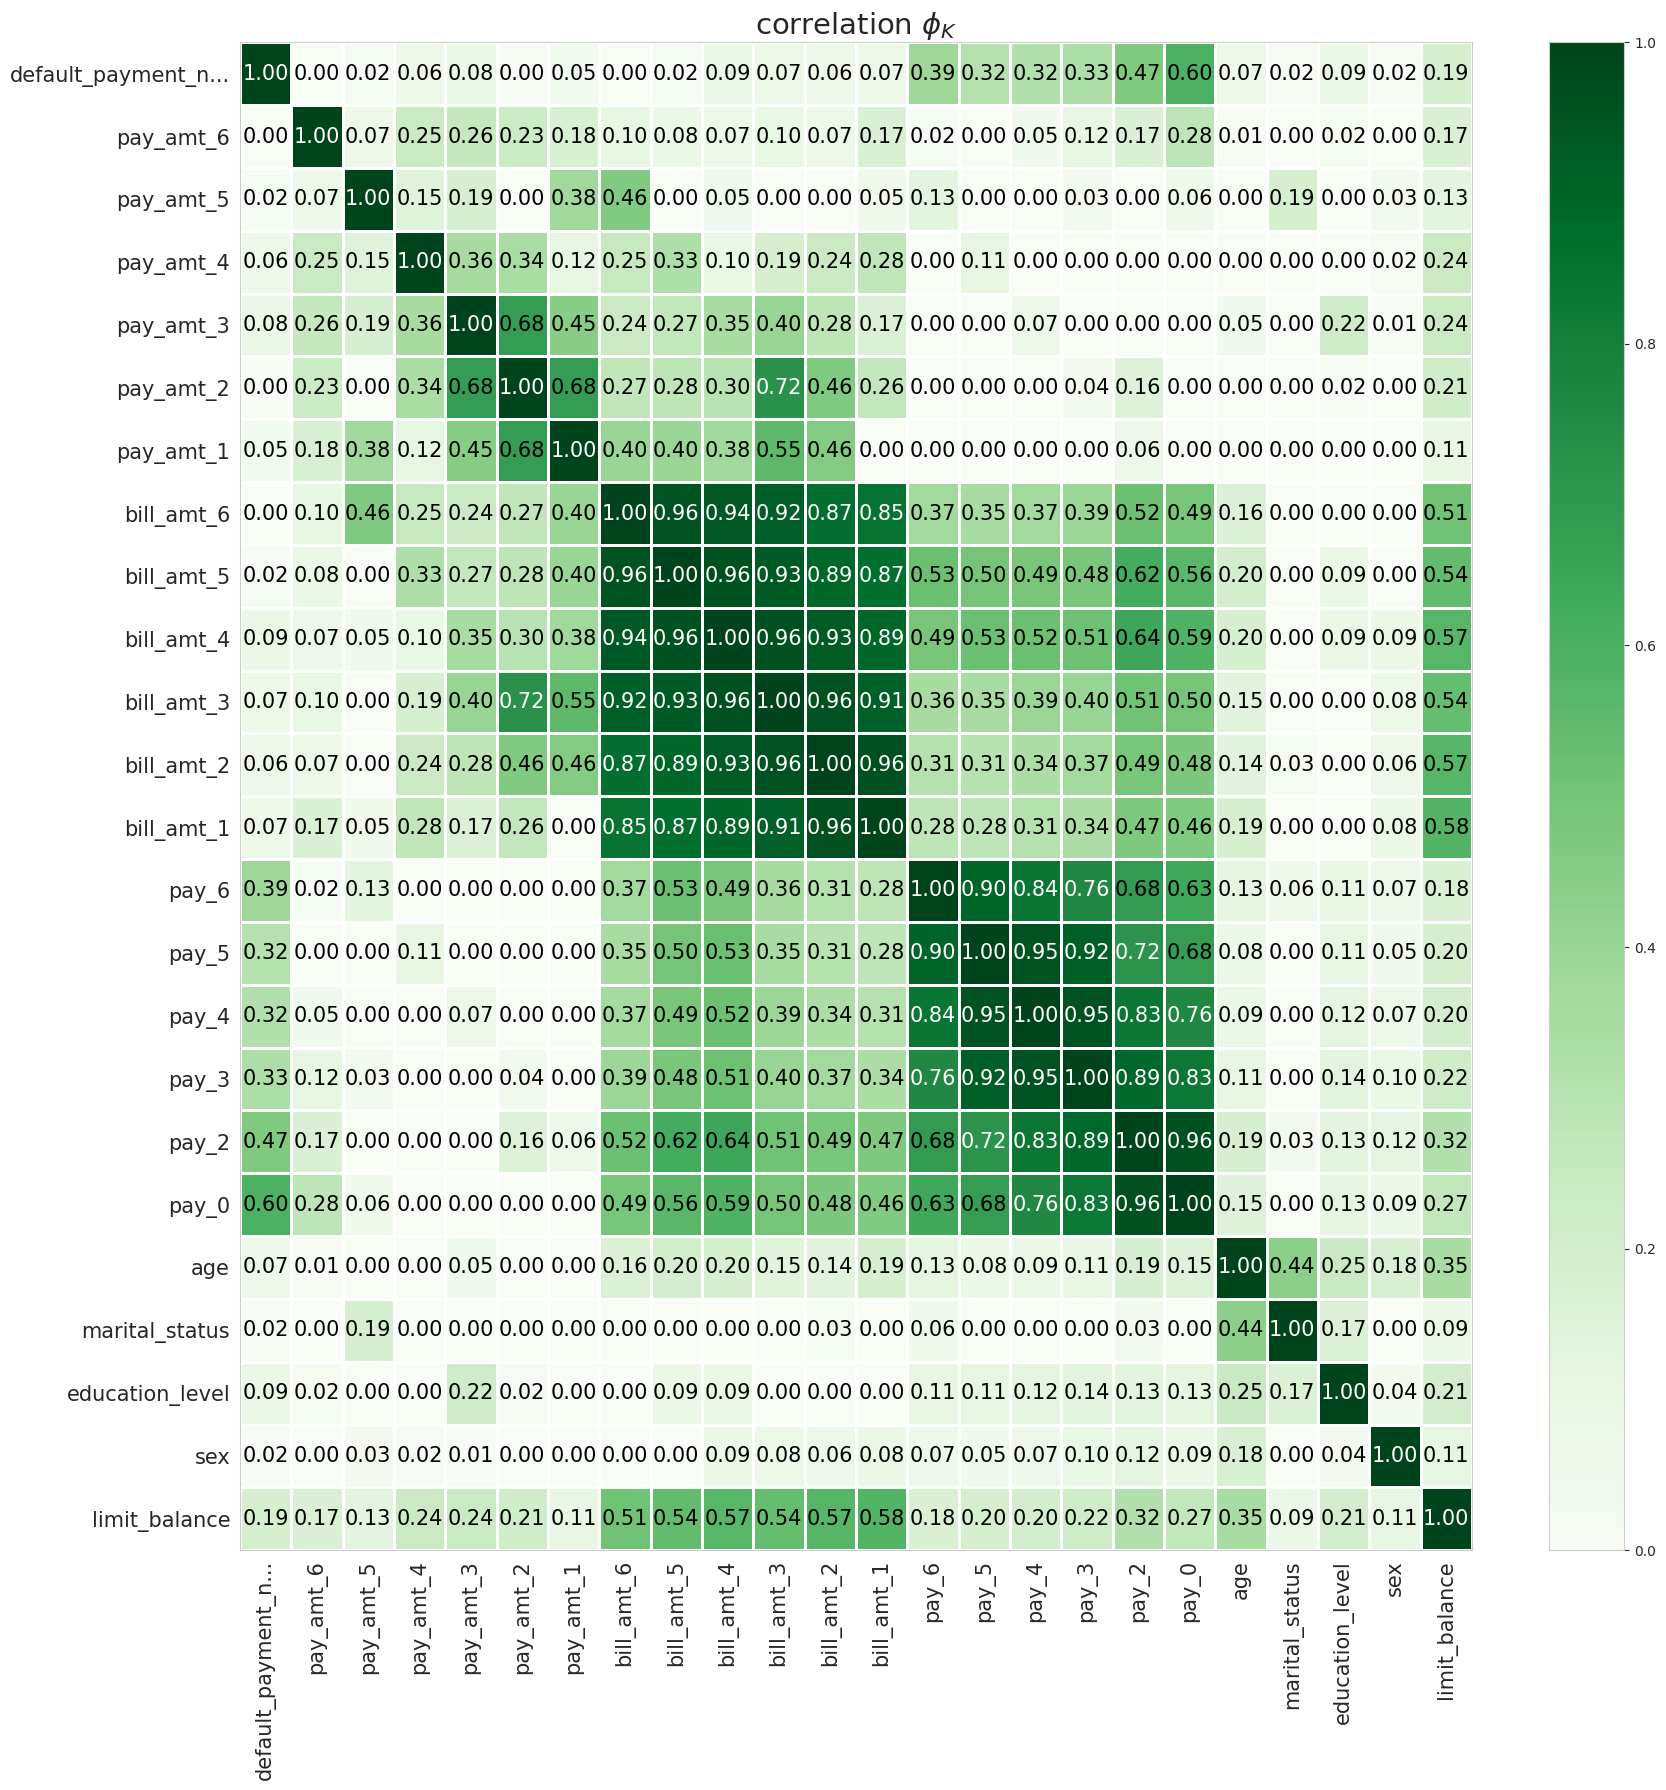 correlation ϕK
default_payment_n... 1.00 0.00 0.02 0.06 0.08 0.00 0.05 0.00 0.02 0.09 0.07 0.06 0.07 0.39 0.32 0.32 0.33 0.47 0.60 0.07 0.02 0.09 0.02 0.19
pay_amt_6 0.00 1.00 0.07 0.25 0.26 0.23 0.18 0.10 0.08 0.07 0.10 0.07 0.17 0.02 0.00 0.05 0.12 0.17 0.28 0.01 0.00 0.02 0.00 0.17
pay_amt_5 0.02 0.07 1.00 0.15 0.19 0.00 0.38 0.46 0.00 0.05 0.00 0.00 0.05 0.13 0.00 0.00 0.03 0.00 0.06 0.00 0.19 0.00 0.03 0.13
pay_amt_4 0.06 0.25 0.15 1.00 0.36 0.34 0.12 0.25 0.33 0.10 0.19 0.24 0.28 0.00 0.11 0.00 0.00 0.00 0.00 0.00 0.00 0.00 0.02 0.24
pay_amt_3 0.08 0.26 0.19 0.36 1.00 0.68 0.45 0.24 0.27 0.35 0.40 0.28 0.17 0.00 0.00 0.07 0.00 0.00 0.00 0.05 0.00 0.22 0.01 0.24
pay_amt_2 0.00 0.23 0.00 0.34 0.68 1.00 0.68 0.27 0.28 0.30 0.72 0.46 0.26 0.00 0.00 0.00 0.04 0.16 0.00 0.00 0.00 0.02 0.00 0.21
pay_amt_1 0.05 0.18 0.38 0.12 0.45 0.68 1.00 0.40 0.40 0.38 0.55 0.46 0.00 0.00 0.00 0.00 0.00 0.06 0.00 0.00 0.00 0.00 0.00 0.11
bill_amt_6 0.00 0.10 0.46 0.25 0.24 0.27 0.40 1.00 0.96 0.94 0.92 0.87 0.85 0.37 0.35 0.37 0.39 0.52 0.49 0.16 0.00 0.00 0.00 0.51
bill_amt_5 0.02 0.08 0.00 0.33 0.27 0.28 0.40 0.96 1.00 0.96 0.93 0.89 0.87 0.53 0.50 0.49 0.48 0.62 0.56 0.20 0.00 0.09 0.00 0.54
bill_amt_4 0.09 0.07 0.05 0.10 0.35 0.30 0.38 0.94 0.96 1.00 0.96 0.93 0.89 0.49 0.53 0.52 0.51 0.64 0.59 0.20 0.00 0.09 0.09 0.57
bill_amt_3 0.07 0.10 0.00 0.19 0.40 0.72 0.55 0.92 0.93 0.96 1.00 0.96 0.91 0.36 0.35 0.39 0.40 0.51 0.50 0.15 0.00 0.00 0.08 0.54
bill_amt_2 0.06 0.07 0.00 0.24 0.28 0.46 0.46 0.87 0.89 0.93 0.96 1.00 0.96 0.31 0.31 0.34 0.37 0.49 0.48 0.14 0.03 0.00 0.06 0.57
bill_amt_1 0.07 0.17 0.05 0.28 0.17 0.26 0.00 0.85 0.87 0.89 0.91 0.96 1.00 0.28 0.28 0.31 0.34 0.47 0.46 0.19 0.00 0.00 0.08 0.58
pay_6 0.39 0.02 0.13 0.00 0.00 0.00 0.00 0.37 0.53 0.49 0.36 0.31 0.28 1.00 0.90 0.84 0.76 0.68 0.63 0.13 0.06 0.11 0.07 0.18
pay_5 0.32 0.00 0.00 0.11 0.00 0.00 0.00 0.35 0.50 0.53 0.35 0.31 0.28 0.90 1.00 0.95 0.92 0.72 0.68 0.08 0.00 0.11 0.05 0.20
pay_4 0.32 0.05 0.00 0.00 0.07 0.00 0.00 0.37 0.49 0.52 0.39 0.34 0.31 0.84 0.95 1.00 0.95 0.83 0.76 0.09 0.00 0.12 0.07 0.20
pay_3 0.33 0.12 0.03 0.00 0.00 0.04 0.00 0.39 0.48 0.51 0.40 0.37 0.34 0.76 0.92 0.95 1.00 0.89 0.83 0.11 0.00 0.14 0.10 0.22
pay_2 0.47 0.17 0.00 0.00 0.00 0.16 0.06 0.52 0.62 0.64 0.51 0.49 0.47 0.68 0.72 0.83 0.89 1.00 0.96 0.19 0.03 0.13 0.12 0.32
pay_0 0.60 0.28 0.06 0.00 0.00 0.00 0.00 0.49 0.56 0.59 0.50 0.48 0.46 0.63 0.68 0.76 0.83 0.96 1.00 0.15 0.00 0.13 0.09 0.27
age 0.07 0.01 0.00 0.00 0.05 0.00 0.00 0.16 0.20 0.20 0.15 0.14 0.19 0.13 0.08 0.09 0.11 0.19 0.15 1.00 0.44 0.25 0.18 0.35
marital_status 0.02 0.00 0.19 0.00 0.00 0.00 0.00 0.00 0.00 0.00 0.00 0.03 0.00 0.06 0.00 0.00 0.00 0.03 0.00 0.44 1.00 0.17 0.00 0.09
education_level 0.09 0.02 0.00 0.00 0.22 0.02 0.00 0.00 0.09 0.09 0.00 0.00 0.00 0.11 0.11 0.12 0.14 0.13 0.13 0.25 0.17 1.00 0.04 0.21
sex 0.02 0.00 0.03 0.02 0.01 0.00 0.00 0.00 0.00 0.09 0.08 0.06 0.08 0.07 0.05 0.07 0.10 0.12 0.09 0.18 0.00 0.04 1.00 0.11
limit_balance 0.19 0.17 0.13 0.24 0.24 0.21 0.11 0.51 0.54 0.57 0.54 0.57 0.58 0.18 0.20 0.20 0.22 0.32 0.27 0.35 0.09 0.21 0.11 1.00
default_payment_n...
pay_amt_6
pay_amt_5
pay_amt_4
pay_amt_3
pay_amt_2
pay_amt_1
bill_amt_6
bill_amt_5
bill_amt_4
bill_amt_3
bill_amt_2
bill_amt_1
pay_6
pay_5
pay_4
pay_3
pay_2
pay_0
age
marital_status
education_level
sex
limit_balance
1.0
0.8
0.6
0.4
0.2
0.0